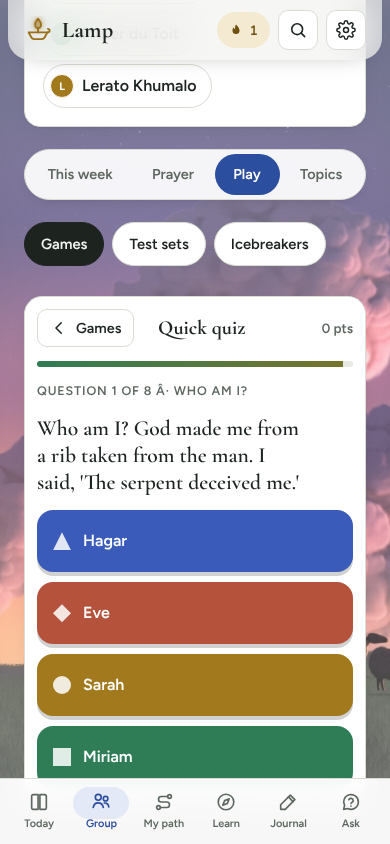 Lamp
1
L
Lerato Khumalo
This week
Prayer
Play
Topics
Games
Test sets
Icebreakers
Games
Quick quiz
0 pts
QUESTION 1 OF 8 Â· WHO AM I?
Who am I? God made me from
a rib taken from the man. I
said, 'The serpent deceived me.'
Hagar
Eve
Sarah
Miriam
Today
Group
My path
Learn
Journal
Ask